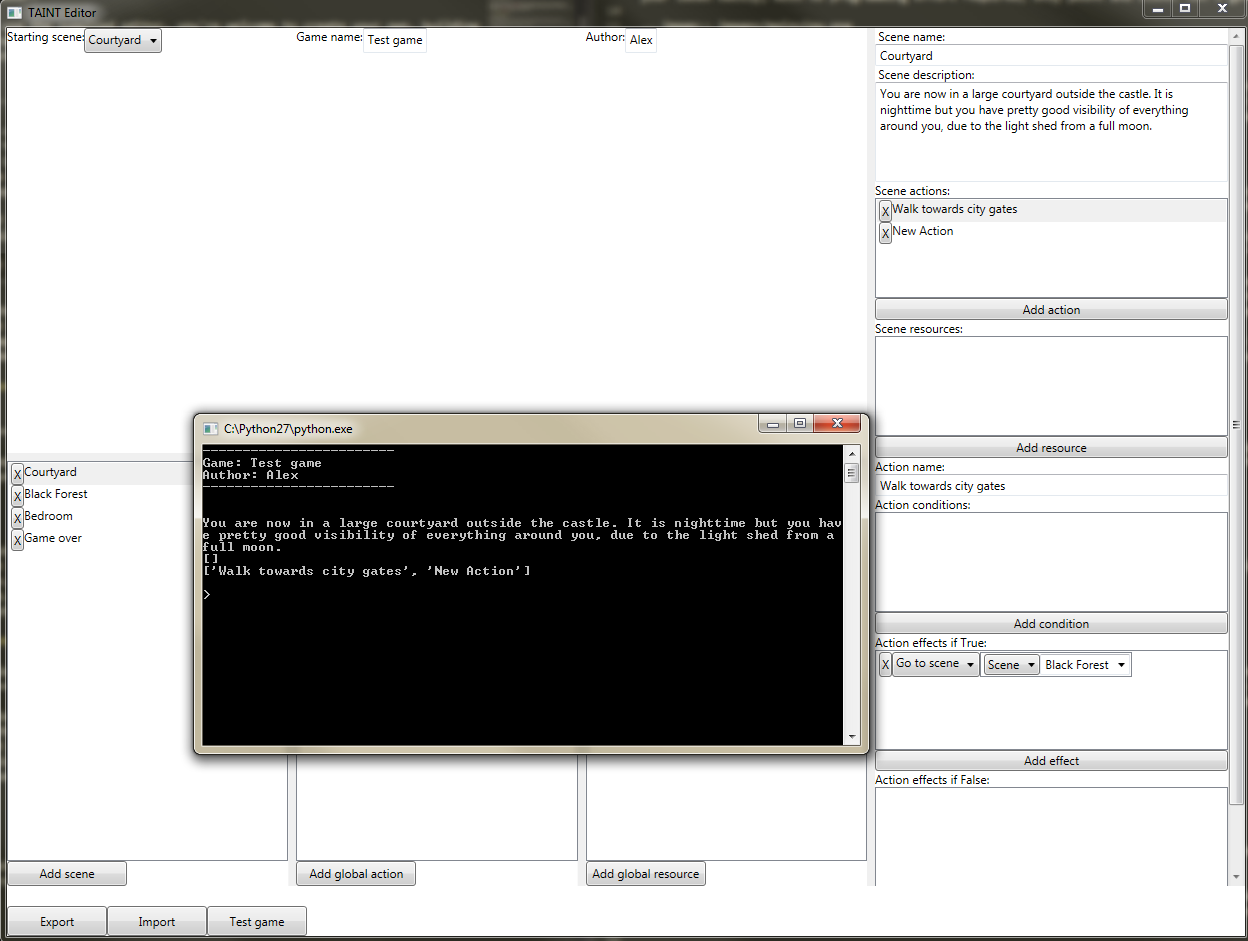 TAINT Editor
Starting scene: Courtyard
Game name: Test game
Author: Alex
Scene name:
Courtyard
Scene description:
You are now in a large courtyard outside the castle. It is
nighttime but you have pretty good visibility of everything
around you, due to the light shed from a full moon.
Scene actions:
X Walk towards city gates
X New Action
Add action
Scene resources:
Add resource
Action name:
Walk towards city gates
Action conditions:
Add condition
Action effects if True:
X Go to scene Scene Black Forest
Add effect
Action effects if False:
X Courtyard
X Black Forest
X Bedroom
X Game over
C:\Python27\python.exe
------------------------
Game: Test game
Author: Alex
------------------------
You are now in a large courtyard outside the castle. It is nighttime but you hav
e pretty good visibility of everything around you, due to the light shed from a
full moon.
[]
['Walk towards city gates', 'New Action']
>
Add scene
Add global action
Add global resource
Export
Import
Test game